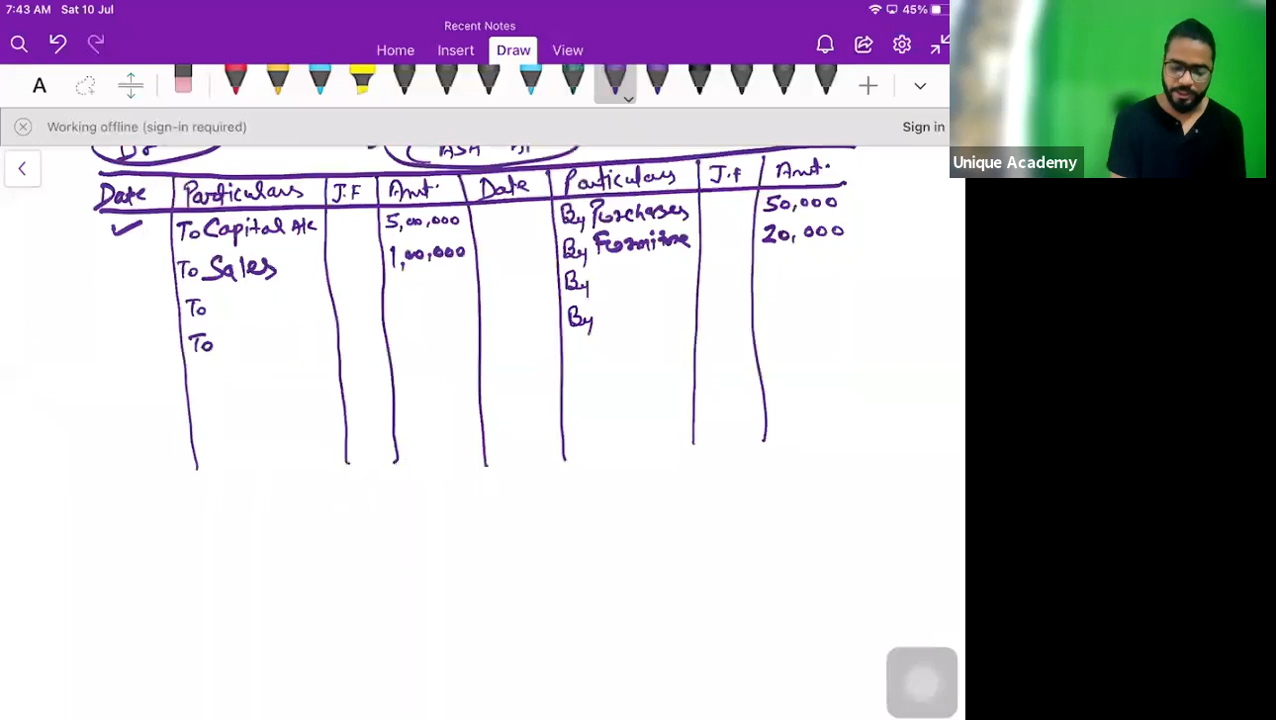 7:43 AM Sat 10 Jul
45%
Recent Notes
Home Insert Draw View
A
Working offline (sign-in required)
Sign in
Unique Academy
Dr
CASH A/c
Date Particulars J.F Amt. Date Particulars J.F Amt.
To Capital A/c 5,00,000 By Purchases 50,000
To Sales 1,00,000 By Furniture 20,000
To By
To By